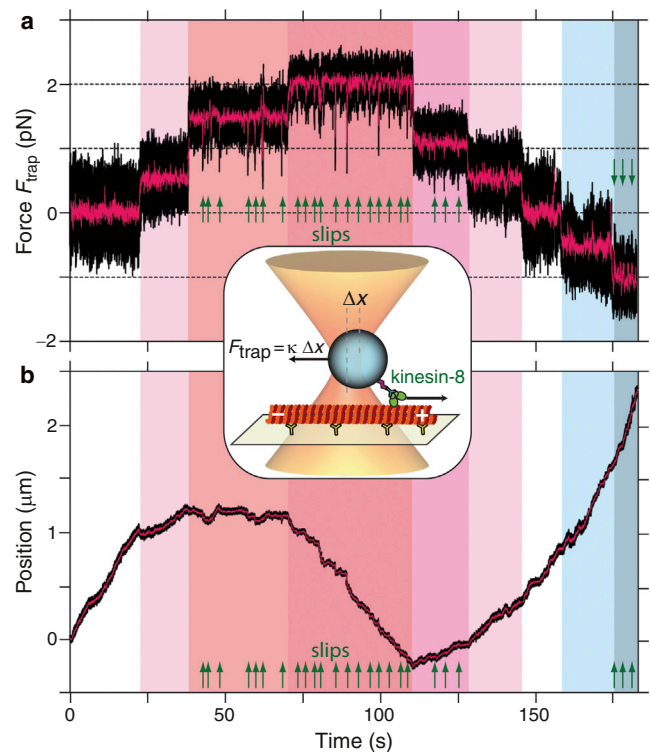 a
Force F_trap (pN)
2
1
0
−1
−2
slips
Δx
F_trap = κ Δx
kinesin-8
− +
b
Position (μm)
2
1
0
slips
0 50 100 150
Time (s)